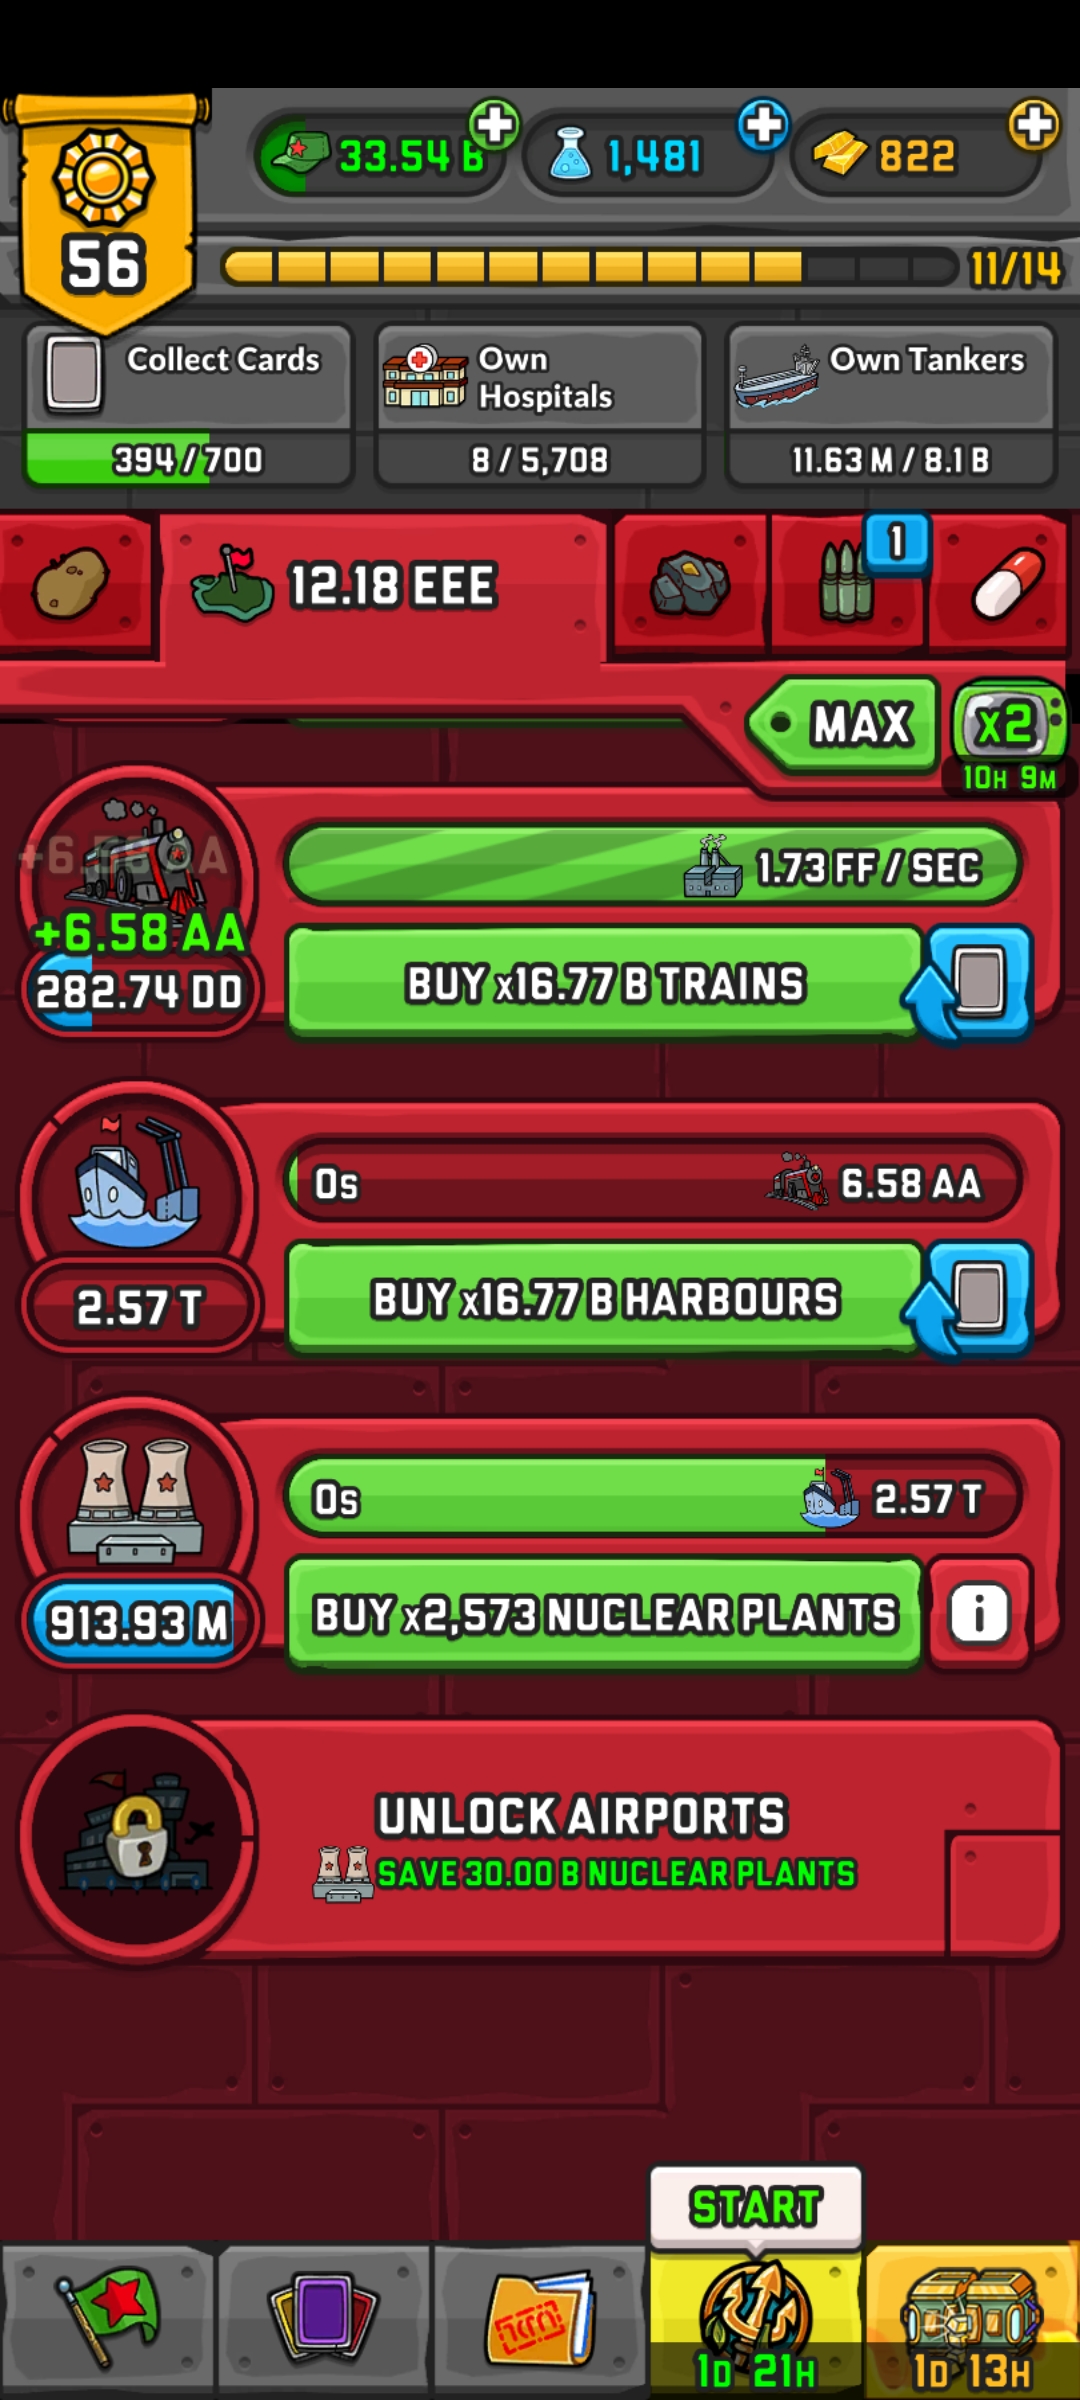 33.54 B
1,481
822
56
11/14
Collect Cards
394 / 700
Own
Hospitals
8 / 5,708
Own Tankers
11.63 M / 8.1 B
12.18 EEE
1
MAX
x2
10H 9M
1.73 FF / SEC
+6.58 AA
282.74 DD
BUY x16.77 B TRAINS
0s
6.58 AA
2.57 T
BUY x16.77 B HARBOURS
0s
2.57 T
913.93 M
BUY x2,573 NUCLEAR PLANTS
i
UNLOCK AIRPORTS
SAVE 30.00 B NUCLEAR PLANTS
START
1D 21H
1D 13H